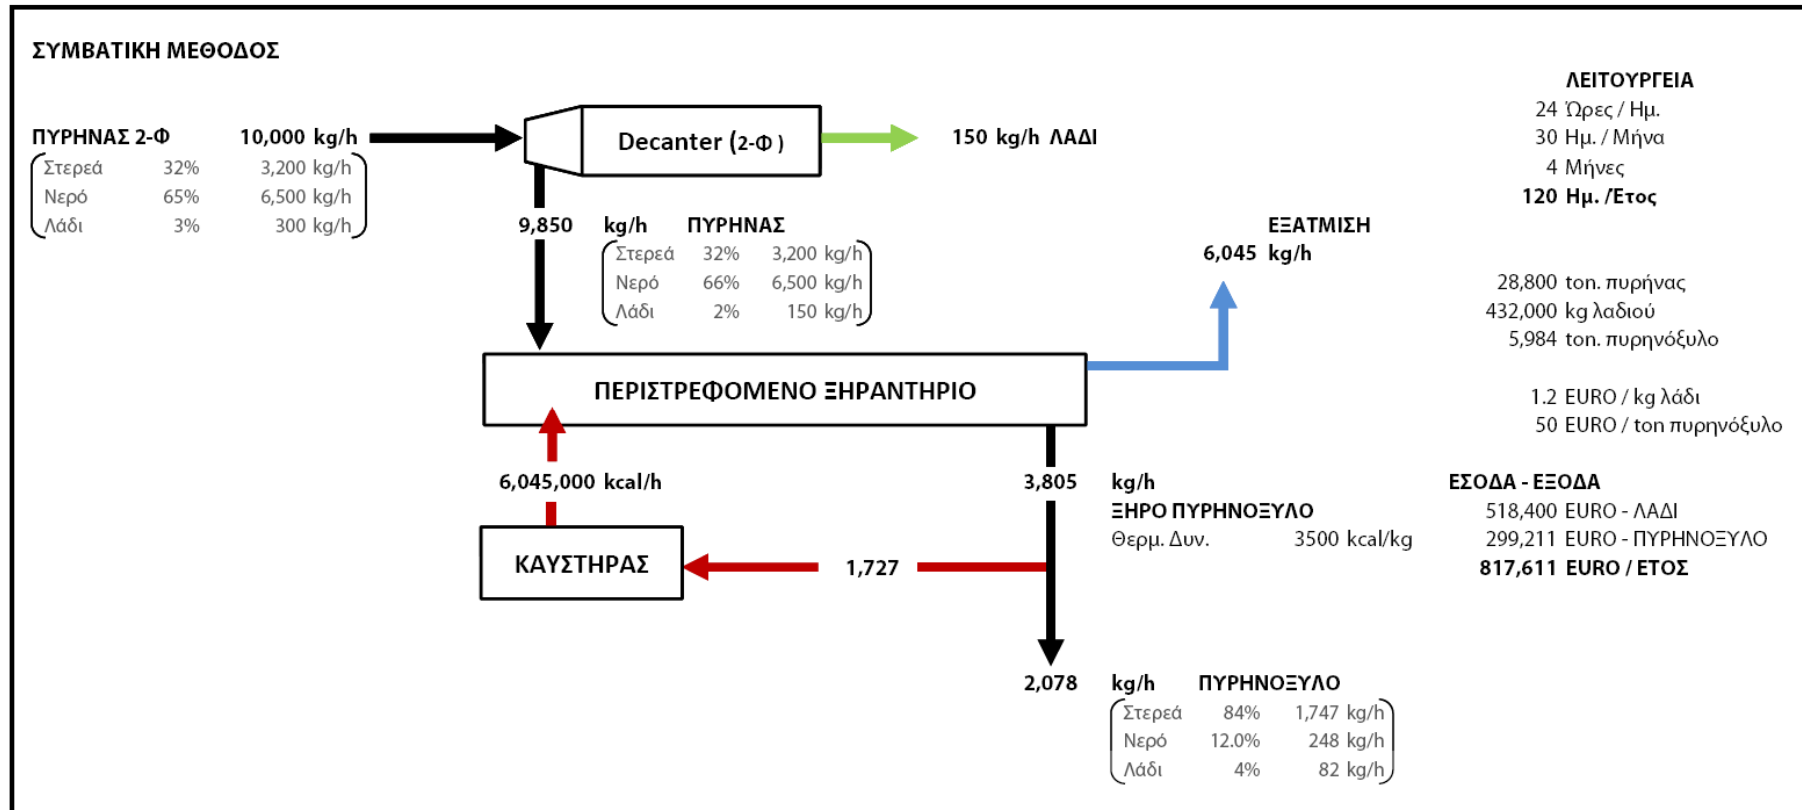 ΣΥΜΒΑΤΙΚΗ ΜΕΘΟΔΟΣ
ΠΥΡΗΝΑΣ 2-Φ 10,000 kg/h
Στερεά 32% 3,200 kg/h
Νερό 65% 6,500 kg/h
Λάδι 3% 300 kg/h
Decanter (2-Φ )
150 kg/h ΛΑΔΙ
9,850 kg/h ΠΥΡΗΝΑΣ
Στερεά 32% 3,200 kg/h
Νερό 66% 6,500 kg/h
Λάδι 2% 150 kg/h
ΕΞΑΤΜΙΣΗ
6,045 kg/h
ΠΕΡΙΣΤΡΕΦΟΜΕΝΟ ΞΗΡΑΝΤΗΡΙΟ
6,045,000 kcal/h
ΚΑΥΣΤΗΡΑΣ
1,727
3,805 kg/h
ΞΗΡΟ ΠΥΡΗΝΟΞΥΛΟ
Θερμ. Δυν. 3500 kcal/kg
2,078 kg/h ΠΥΡΗΝΟΞΥΛΟ
Στερεά 84% 1,747 kg/h
Νερό 12.0% 248 kg/h
Λάδι 4% 82 kg/h
ΛΕΙΤΟΥΡΓΕΙΑ
24 Ώρες / Ημ.
30 Ημ. / Μήνα
4 Μήνες
120 Ημ. /Έτος
28,800 ton. πυρήνας
432,000 kg λαδιού
5,984 ton. πυρηνόξυλο
1.2 EURO / kg λάδι
50 EURO / ton πυρηνόξυλο
ΕΣΟΔΑ - ΕΞΟΔΑ
518,400 EURO - ΛΑΔΙ
299,211 EURO - ΠΥΡΗΝΟΞΥΛΟ
817,611 EURO / ΕΤΟΣ